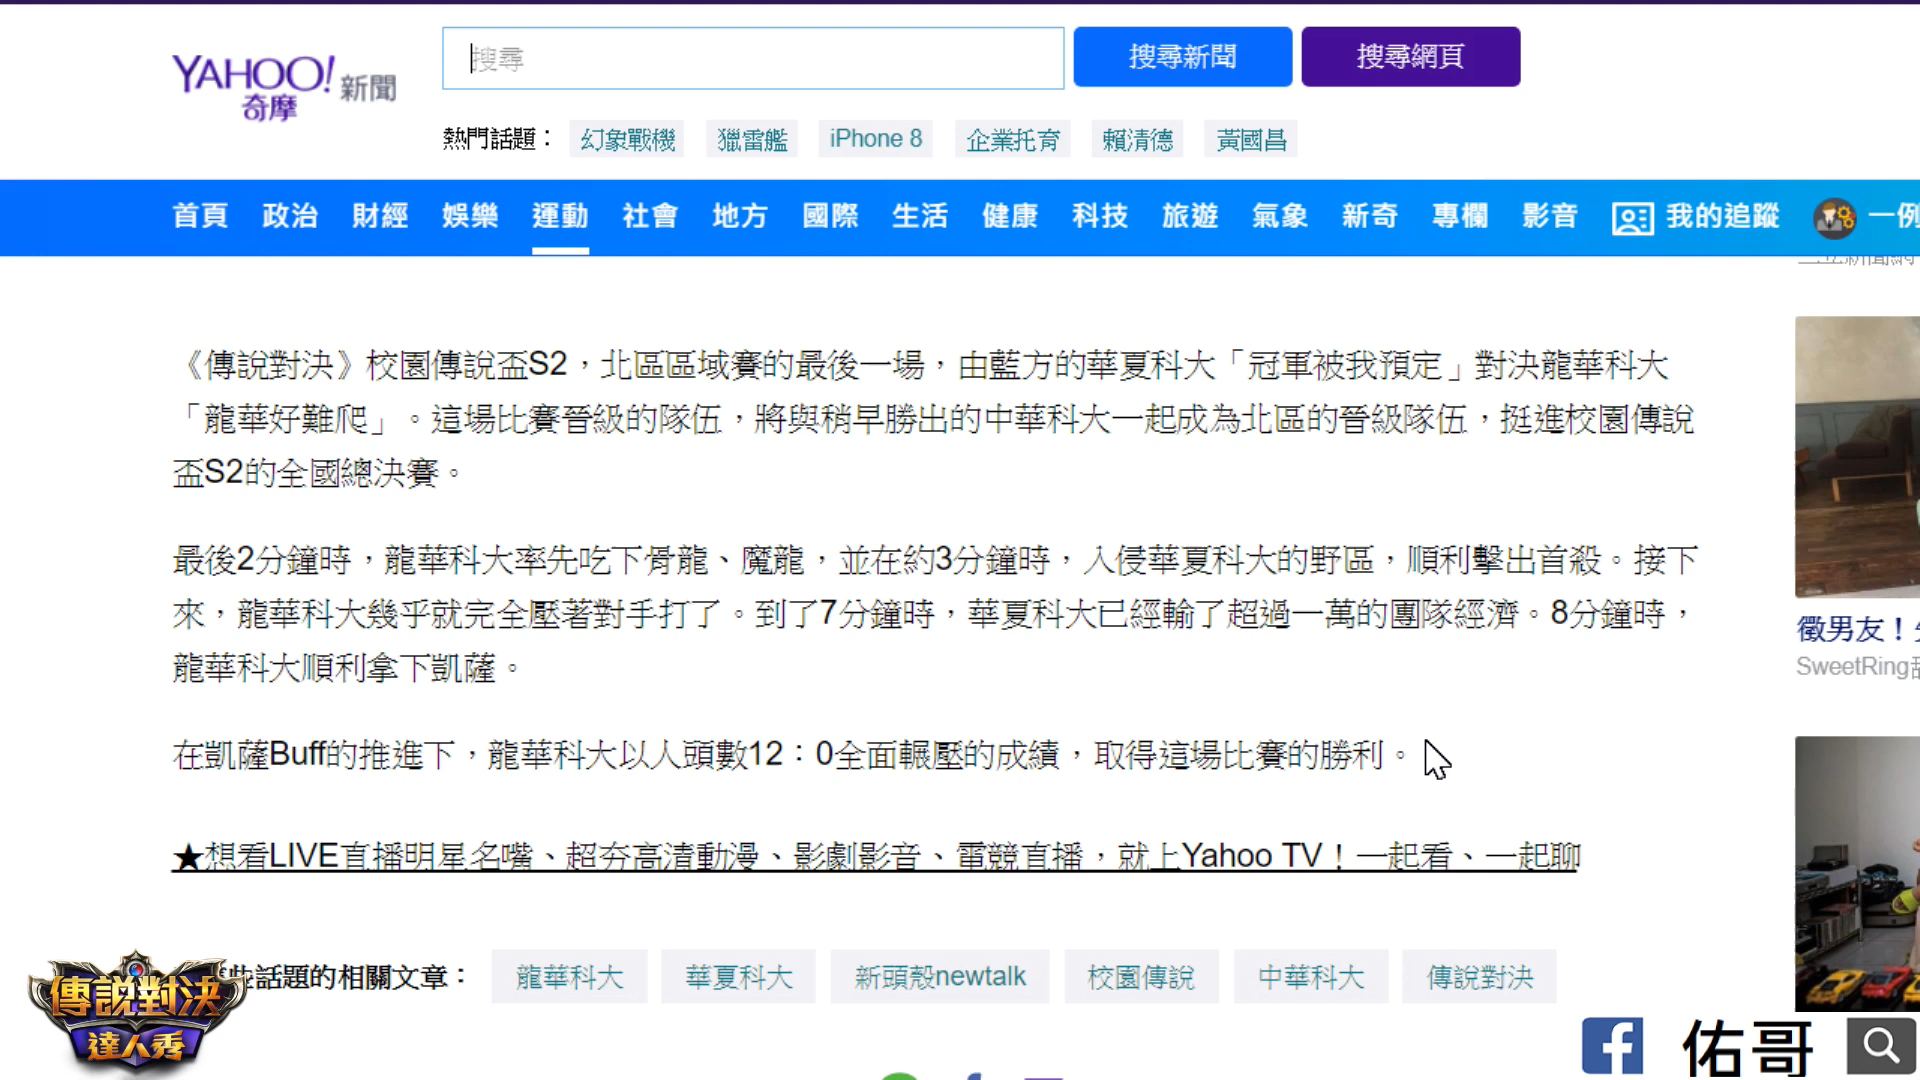 YAHOO! 奇摩 新聞
搜尋
搜尋新聞
搜尋網頁
熱門話題：
幻象戰機
獵雷艦
iPhone 8
企業托育
賴清德
黃國昌
首頁 政治 財經 娛樂 運動 社會 地方 國際 生活 健康 科技 旅遊 氣象 新奇 專欄 影音 我的追蹤 一例
《傳說對決》校園傳說盃S2，北區區域賽的最後一場，由藍方的華夏科大「冠軍被我預定」對決龍華科大
「龍華好難爬」。這場比賽晉級的隊伍，將與稍早勝出的中華科大一起成為北區的晉級隊伍，挺進校園傳說
盃S2的全國總決賽。
最後2分鐘時，龍華科大率先吃下骨龍、魔龍，並在約3分鐘時，入侵華夏科大的野區，順利擊出首殺。接下
來，龍華科大幾乎就完全壓著對手打了。到了7分鐘時，華夏科大已經輸了超過一萬的團隊經濟。8分鐘時，
龍華科大順利拿下凱薩。
徵男友！
SweetRing
在凱薩Buff的推進下，龍華科大以人頭數12：0全面輾壓的成績，取得這場比賽的勝利。
★想看LIVE直播明星名嘴、超夯高清動漫、影劇影音、電競直播，就上Yahoo TV！一起看、一起聊
些話題的相關文章：
龍華科大
華夏科大
新頭殼newtalk
校園傳說
中華科大
傳說對決
傳說對決
達人秀
佑哥